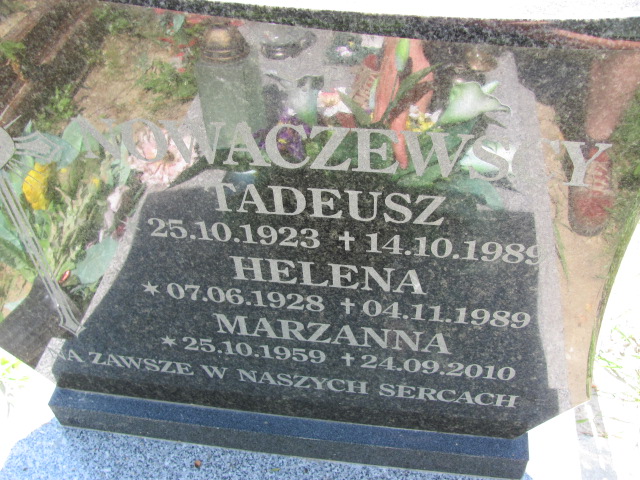 NOWACZEWSCY
TADEUSZ
25.10.1923 ✝ 14.10.1989
HELENA
* 07.06.1928 ✝ 04.11.1989
MARZANNA
* 25.10.1959 ✝ 24.09.2010
NA ZAWSZE W NASZYCH SERCACH